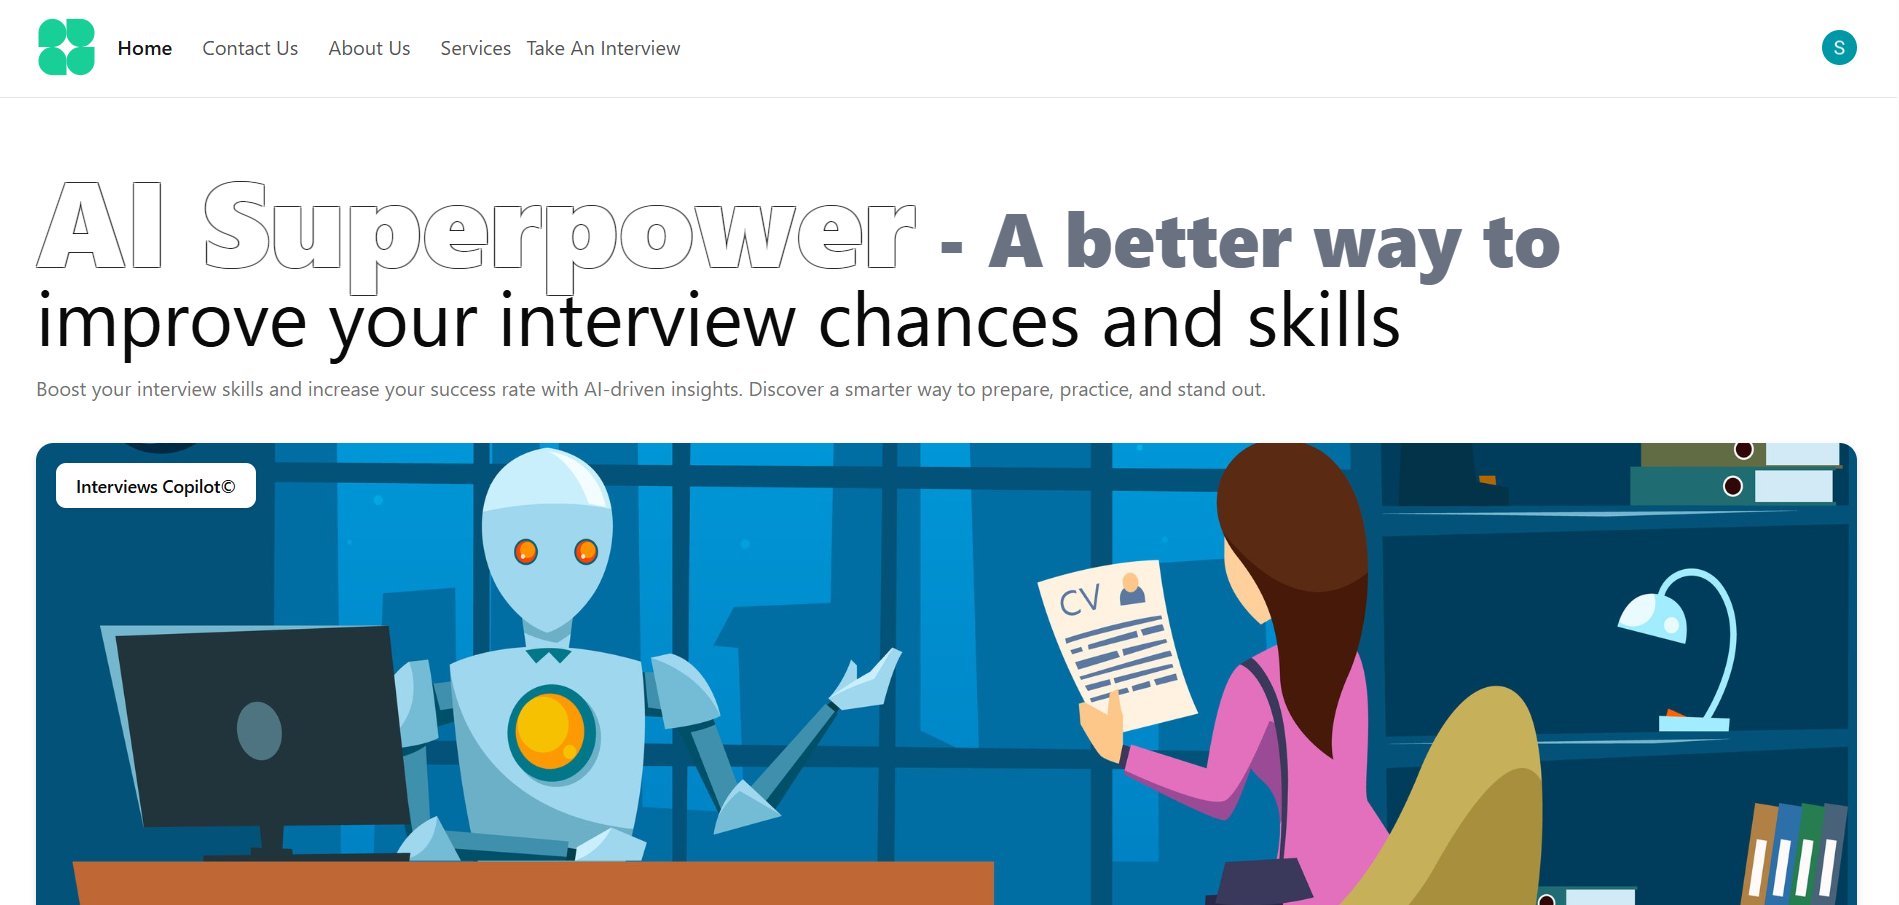 Home Contact Us About Us Services Take An Interview
S
AI Superpower - A better way to
improve your interview chances and skills
Boost your interview skills and increase your success rate with AI-driven insights. Discover a smarter way to prepare, practice, and stand out.
Interviews Copilot©
CV